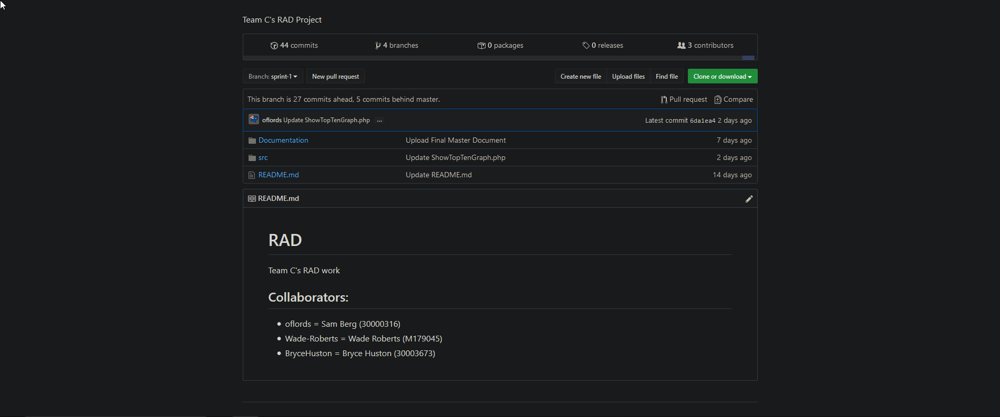 Team C's RAD Project
44 commits 4 branches 0 packages 0 releases 3 contributors
Branch: sprint-1 New pull request Create new file Upload files Find file Clone or download
This branch is 27 commits ahead, 5 commits behind master. Pull request Compare
oflords Update ShowTopTenGraph.php ... Latest commit 6da1ea4 2 days ago
Documentation Upload Final Master Document 7 days ago
src Update ShowTopTenGraph.php 2 days ago
README.md Update README.md 14 days ago
README.md
RAD
Team C's RAD work
Collaborators:
• oflords = Sam Berg (30000316)
• Wade-Roberts = Wade Roberts (M179045)
• BryceHuston = Bryce Huston (30003673)